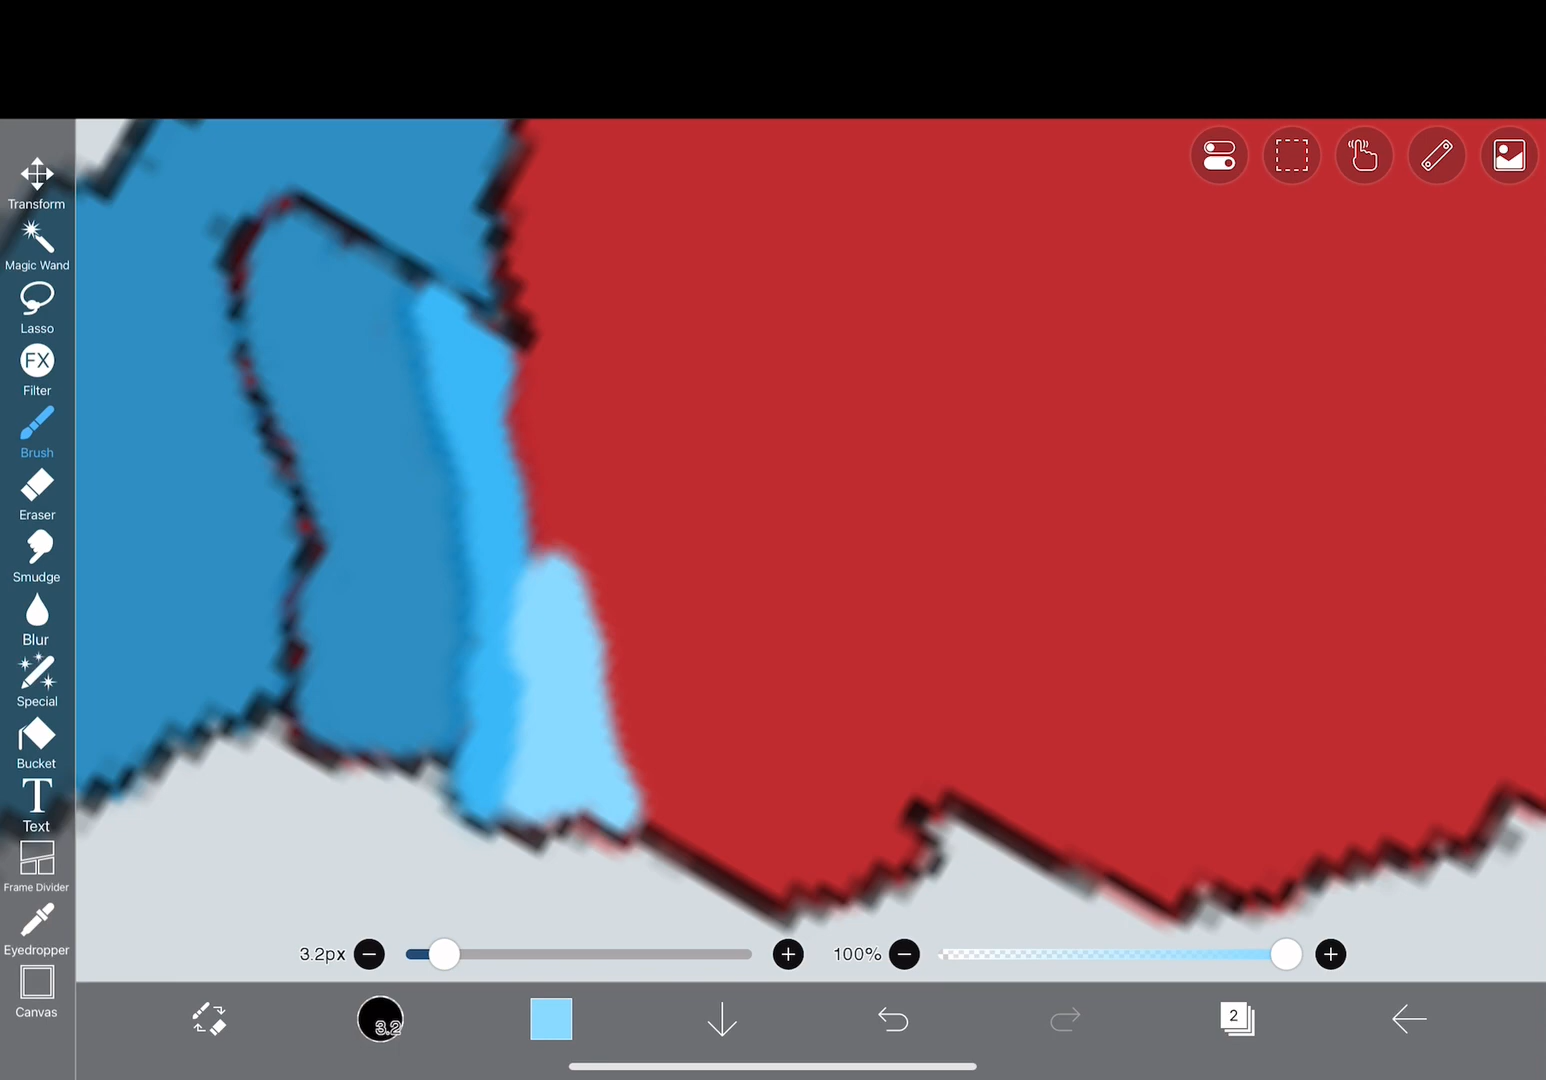 Transform
Magic Wand
Lasso
FX
Filter
Brush
Eraser
Smudge
Blur
Special
Bucket
T
Text
Frame Divider
Eyedropper
Canvas
3.2px
100%
3.2
2